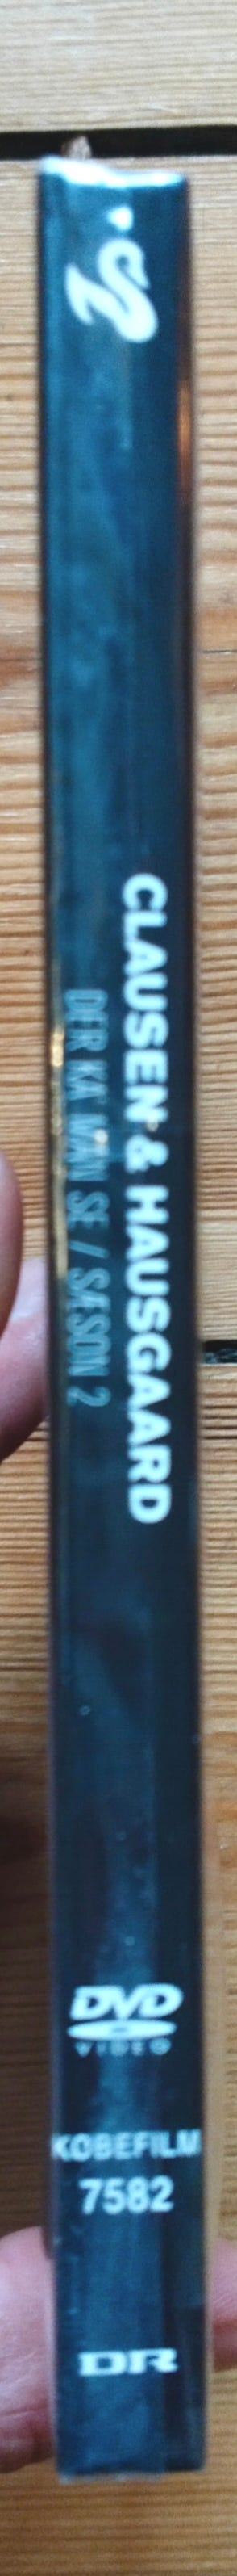 CLAUSEN & HAUSGAARD
DER KA' MAN SE / SÆSON 2
DVD
VIDEO
KØBEFILM
7582
DR